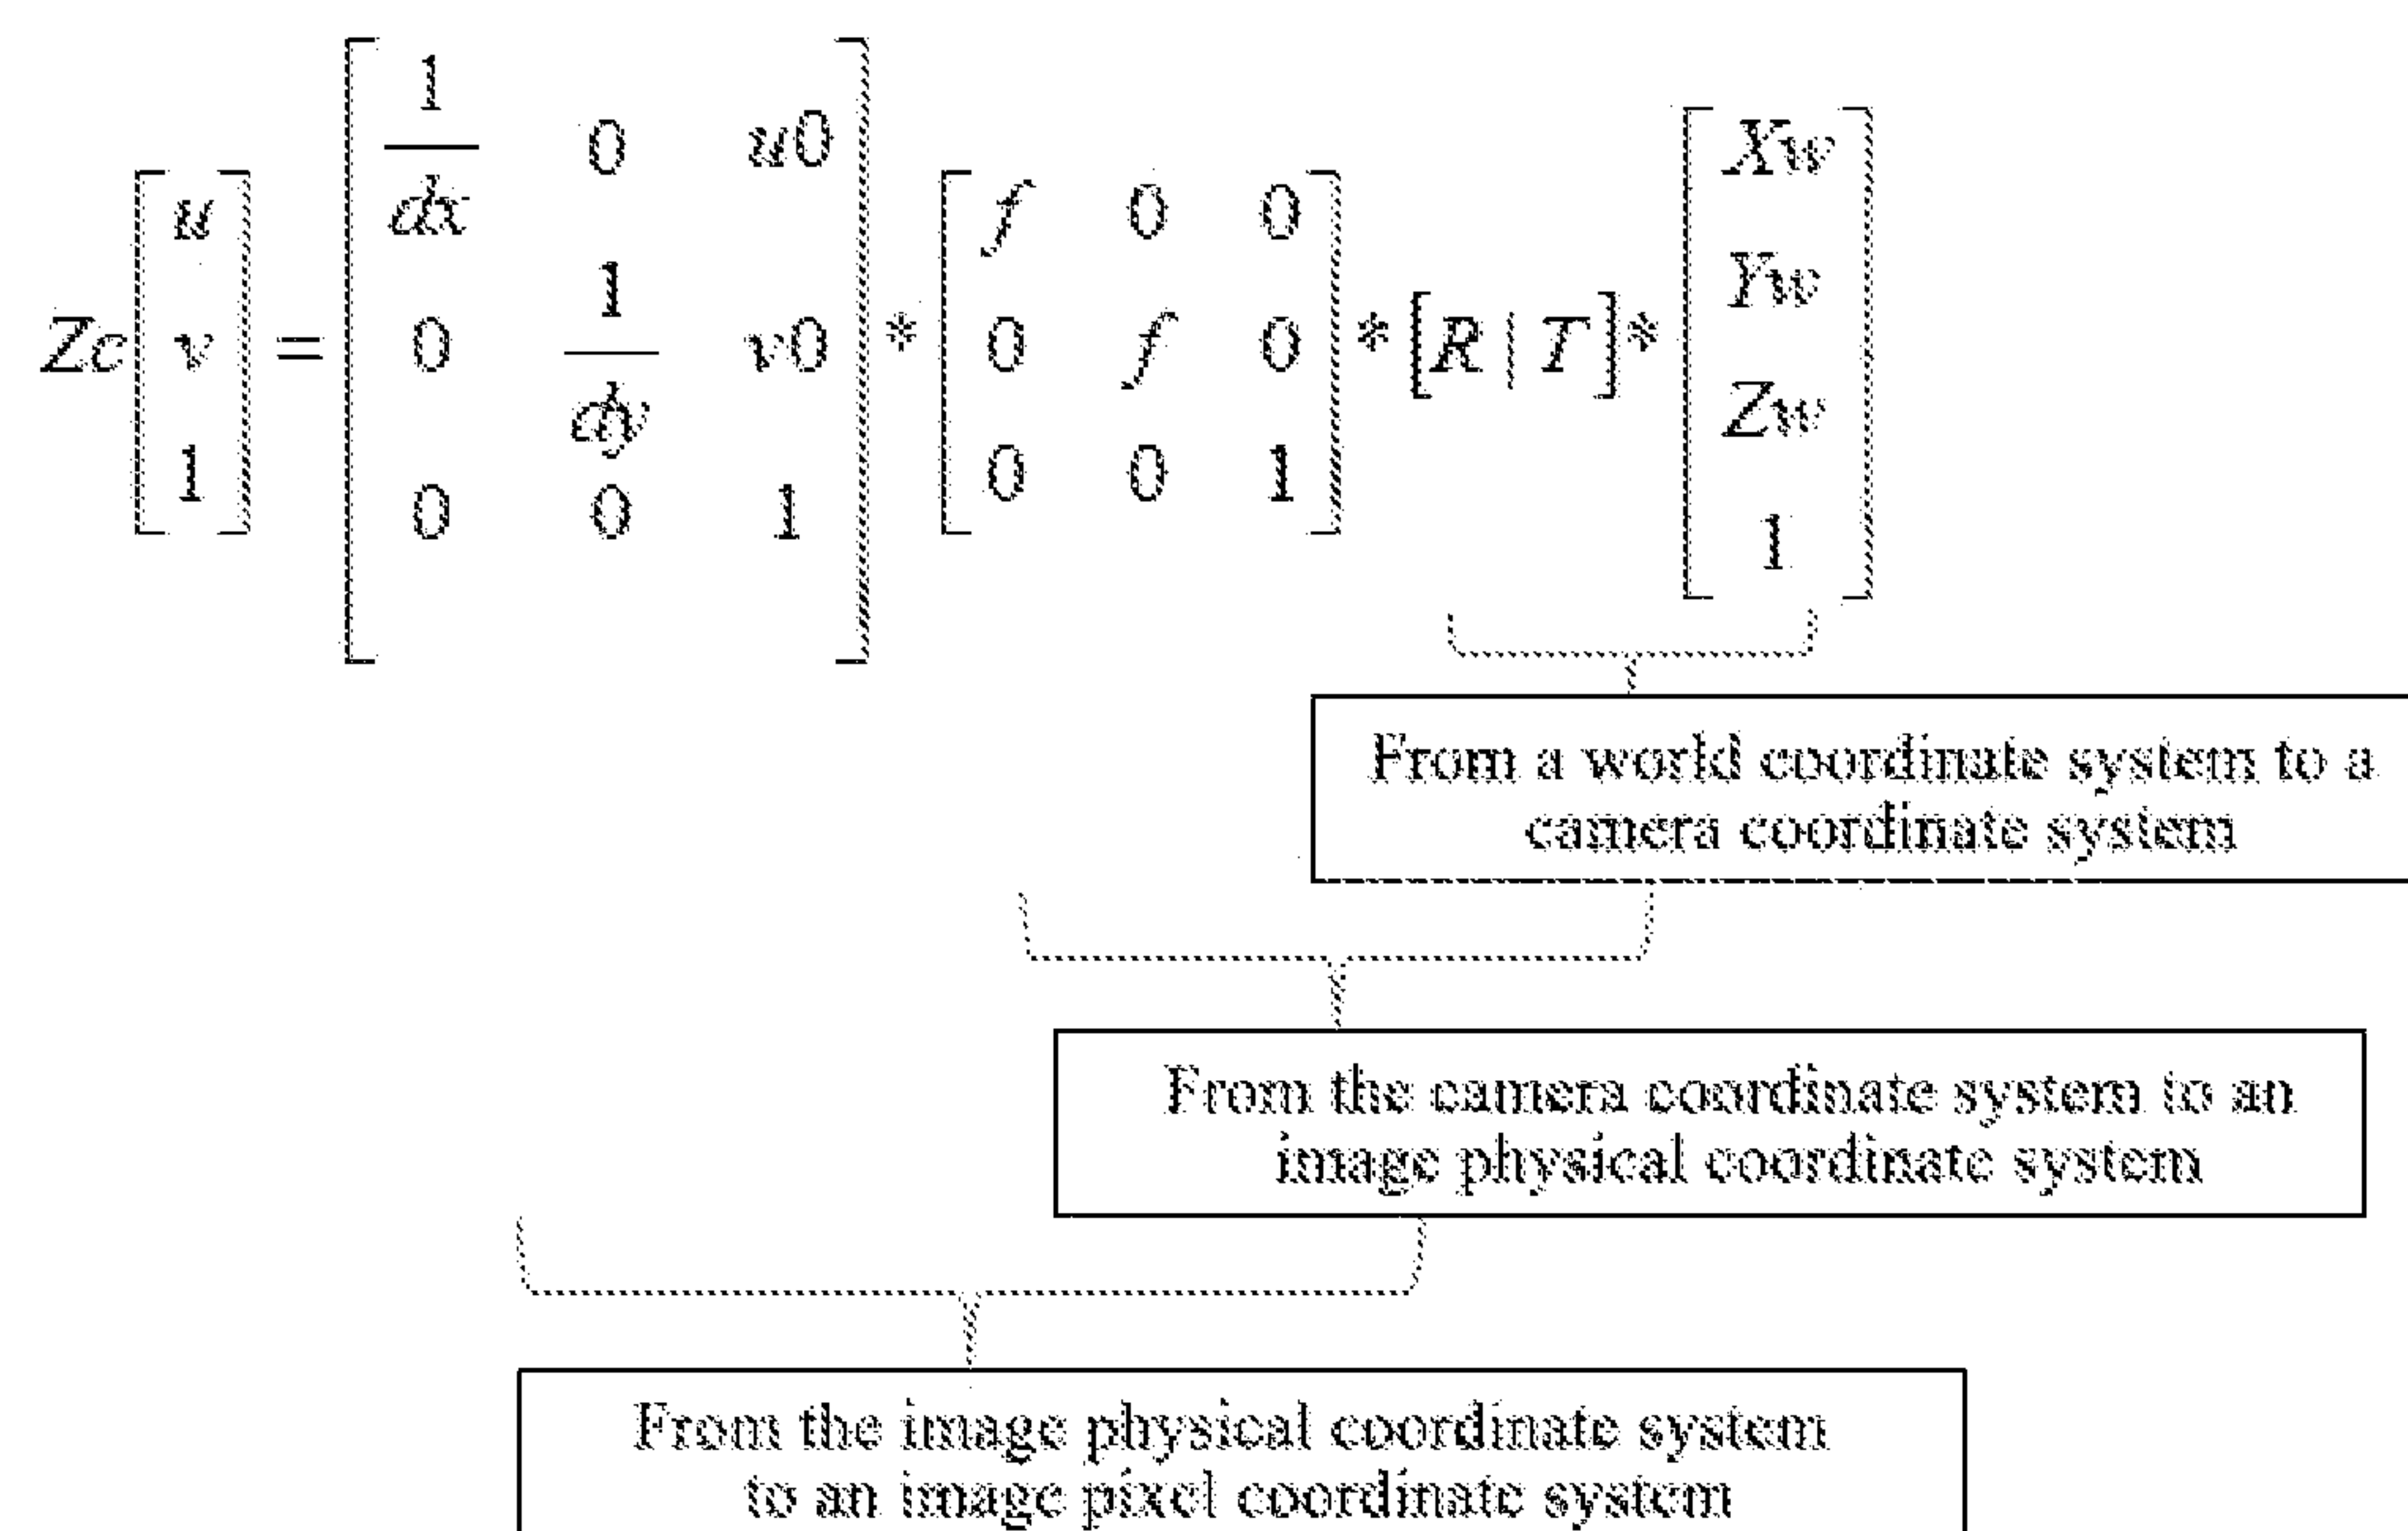 Zc [u v 1] = [1/dx 0 u0; 0 1/dy v0; 0 0 1] * [f 0 0; 0 f 0; 0 0 1] * [R | T] * [Xw Yw Zw 1]
From a world coordinate system to a
camera coordinate system
From the camera coordinate system to an
image physical coordinate system
From the image physical coordinate system
to an image pixel coordinate system